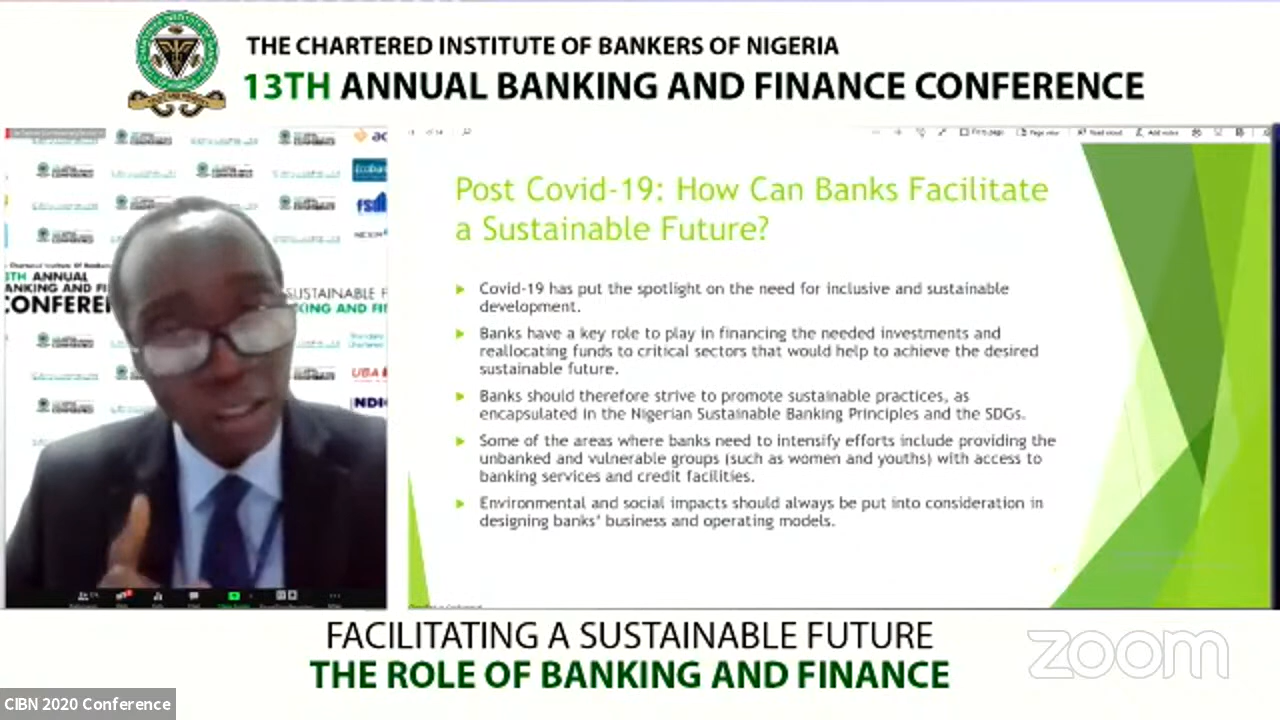 THE CHARTERED INSTITUTE OF BANKERS OF NIGERIA
13TH ANNUAL BANKING AND FINANCE CONFERENCE
ANNUAL
SUSTAINABLE F
UBA
Post Covid-19: How Can Banks Facilitate
a Sustainable Future?
Covid-19 has put the spotlight on the need for inclusive and sustainable
development.
Banks have a key role to play in financing the needed investments and
reallocating funds to critical sectors that would help to achieve the desired
sustainable future.
Banks should therefore strive to promote sustainable practices, as
encapsulated in the Nigerian Sustainable Banking Principles and the SDGs.
Some of the areas where banks need to intensify efforts include providing the
unbanked and vulnerable groups (such as women and youths) with access to
banking services and credit facilities.
Environmental and social impacts should always be put into consideration in
designing banks' business and operating models.
FACILITATING A SUSTAINABLE FUTURE
THE ROLE OF BANKING AND FINANCE
zoom
CIBN 2020 Conference